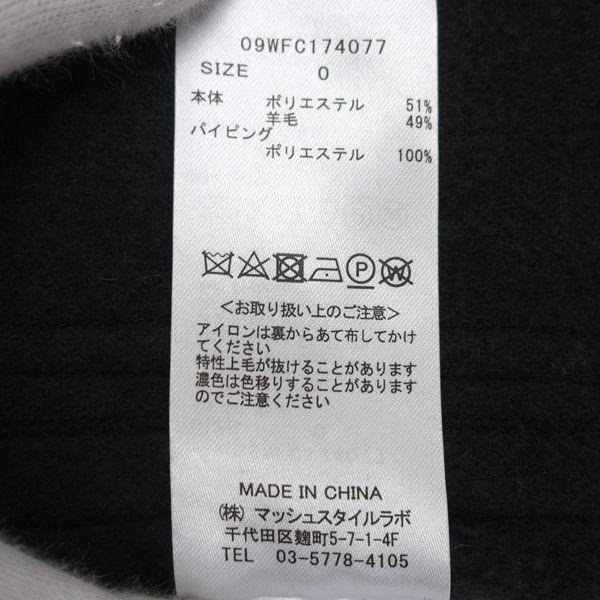 09WFC174077
SIZE 0
本体 ポリエステル 51%
羊毛 49%
パイピング
ポリエステル 100%
P W
<お取り扱い上のご注意>
アイロンは裏からあて布してかけ
てください
特性上毛が抜けることがあります
濃色は色移りすることがあります
のでご注意ください
MADE IN CHINA
(株) マッシュスタイルラボ
千代田区麹町5-7-1-4F
TEL 03-5778-4105